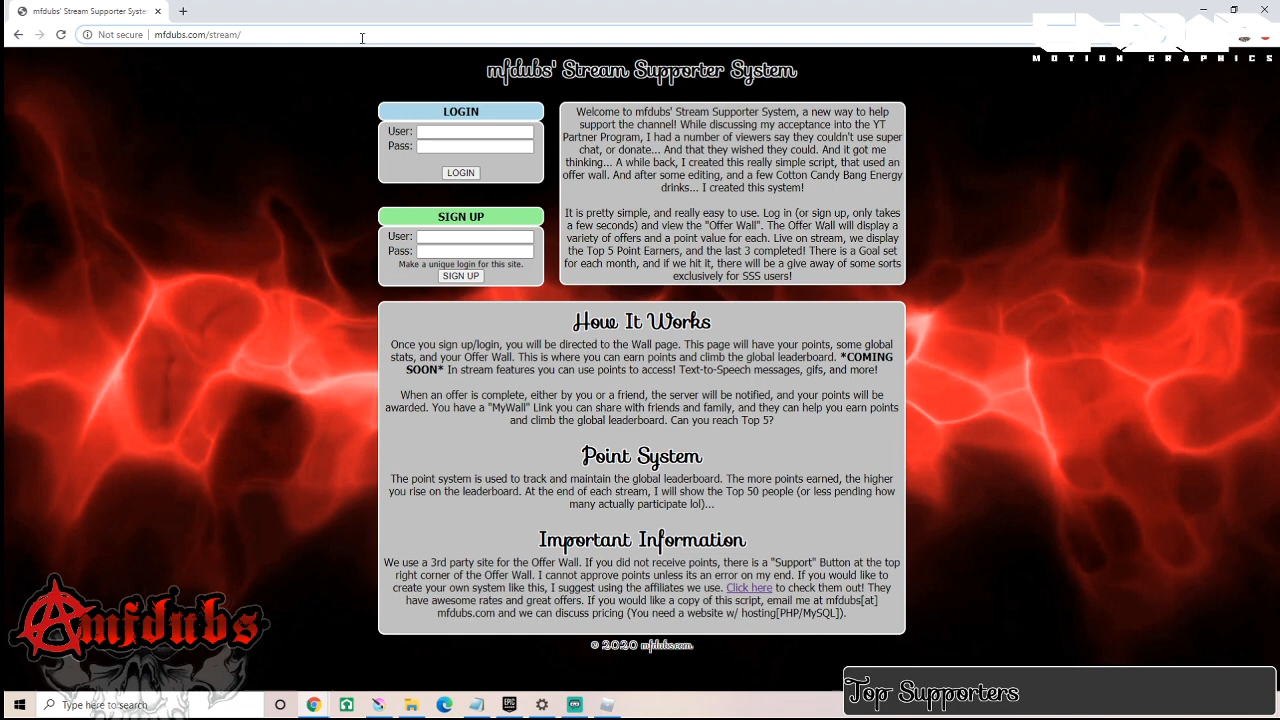 mfdubs' Stream Supporter Syste
Not secure mfdubs.com/stream/
MOTION GRAPHICS
mfdubs' Stream Supporter System
LOGIN
User:
Pass:
LOGIN
SIGN UP
User:
Pass:
Make a unique login for this site.
SIGN UP
Welcome to mfdubs' Stream Supporter System, a new way to help
support the channel! While discussing my acceptance into the YT
Partner Program, I had a number of viewers say they couldn't use super
chat, or donate... And that they wished they could. And it got me
thinking... A while back, I created this really simple script, that used an
offer wall. And after some editing, and a few Cotton Candy Bang Energy
drinks... I created this system!
It is pretty simple, and really easy to use. Log in (or sign up, only takes
a few seconds) and view the "Offer Wall". The Offer Wall will display a
variety of offers and a point value for each. Live on stream, we display
the Top 5 Point Earners, and the last 3 completed! There is a Goal set
for each month, and if we hit it, there will be a give away of some sorts
exclusively for SSS users!
How It Works
Once you sign up/login, you will be directed to the Wall page. This page will have your points, some global
stats, and your Offer Wall. This is where you can earn points and climb the global leaderboard. *COMING
SOON* In stream features you can use points to access! Text-to-Speech messages, gifs, and more!
When an offer is complete, either by you or a friend, the server will be notified, and your points will be
awarded. You have a "MyWall" Link you can share with friends and family, and they can help you earn points
and climb the global leaderboard. Can you reach Top 5?
Point System
The point system is used to track and maintain the global leaderboard. The more points earned, the higher
you rise on the leaderboard. At the end of each stream, I will show the Top 50 people (or less pending how
many actually participate lol)...
Important Information
We use a 3rd party site for the Offer Wall. If you did not receive points, there is a "Support" Button at the top
right corner of the Offer Wall. I cannot approve points unless its an error on my end. If you would like to
create your own system like this, I suggest using the affiliates we use. Click here to check them out! They
have awesome rates and great offers. If you would like a copy of this script, email me at mfdubs[at]
mfdubs.com and we can discuss pricing (You need a website w/ hosting[PHP/MySQL]).
© 2020 mfdubs.com.
Amfdubs
Top Supporters
Type here to search
EPIC